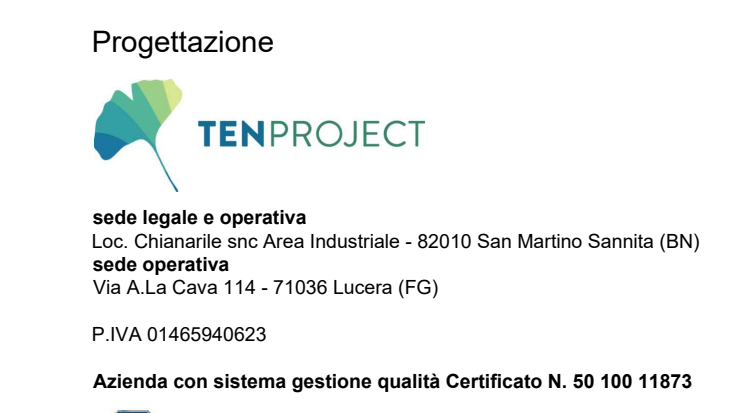 Progettazione
TENPROJECT
sede legale e operativa
Loc. Chianarile snc Area Industriale - 82010 San Martino Sannita (BN)
sede operativa
Via A.La Cava 114 - 71036 Lucera (FG)
P.IVA 01465940623
Azienda con sistema gestione qualità Certificato N. 50 100 11873